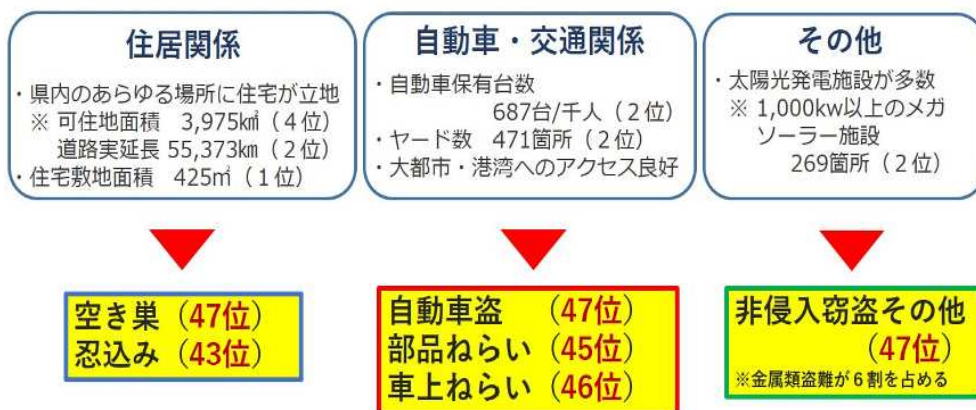 住居関係
・県内のあらゆる場所に住宅が立地
※ 可住地面積 3,975㎢（４位）
道路実延長 55,373km（２位）
・住宅敷地面積 425㎡（１位）
空き巣（47位）
忍込み（43位）
自動車・交通関係
・自動車保有台数
687台/千人（２位）
・ヤード数 471箇所（２位）
・大都市・港湾へのアクセス良好
自動車盗 （47位）
部品ねらい（45位）
車上ねらい（46位）
その他
・太陽光発電施設が多数
※ 1,000kw以上のメガ
ソーラー施設
269箇所（２位）
非侵入窃盗その他
（47位）
※金属類盗難が６割を占める